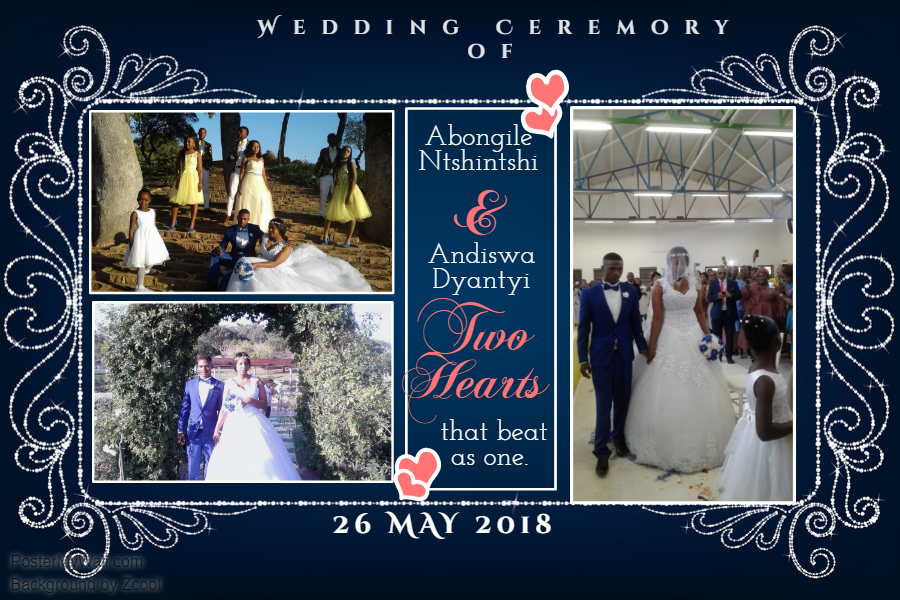 Wedding Ceremony
of
Abongile
Ntshintshi
&
Andiswa
Dyantyi
Two
Hearts
that beat
as one.
26 MAY 2018
PosterMyWall.com
Background by Zcool